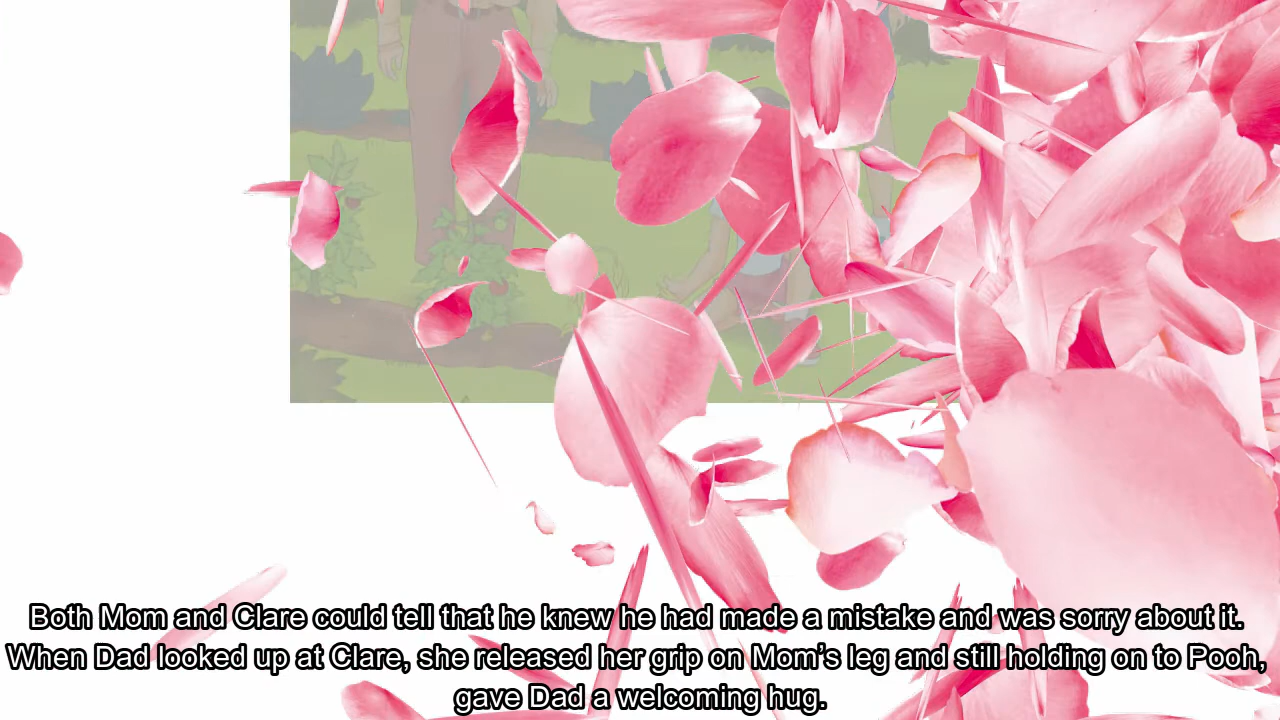 Both Mom and Clare could tell that he knew he had made a mistake and was sorry about it.
When Dad looked up at Clare, she released her grip on Mom’s leg and still holding on to Pooh,
gave Dad a welcoming hug.